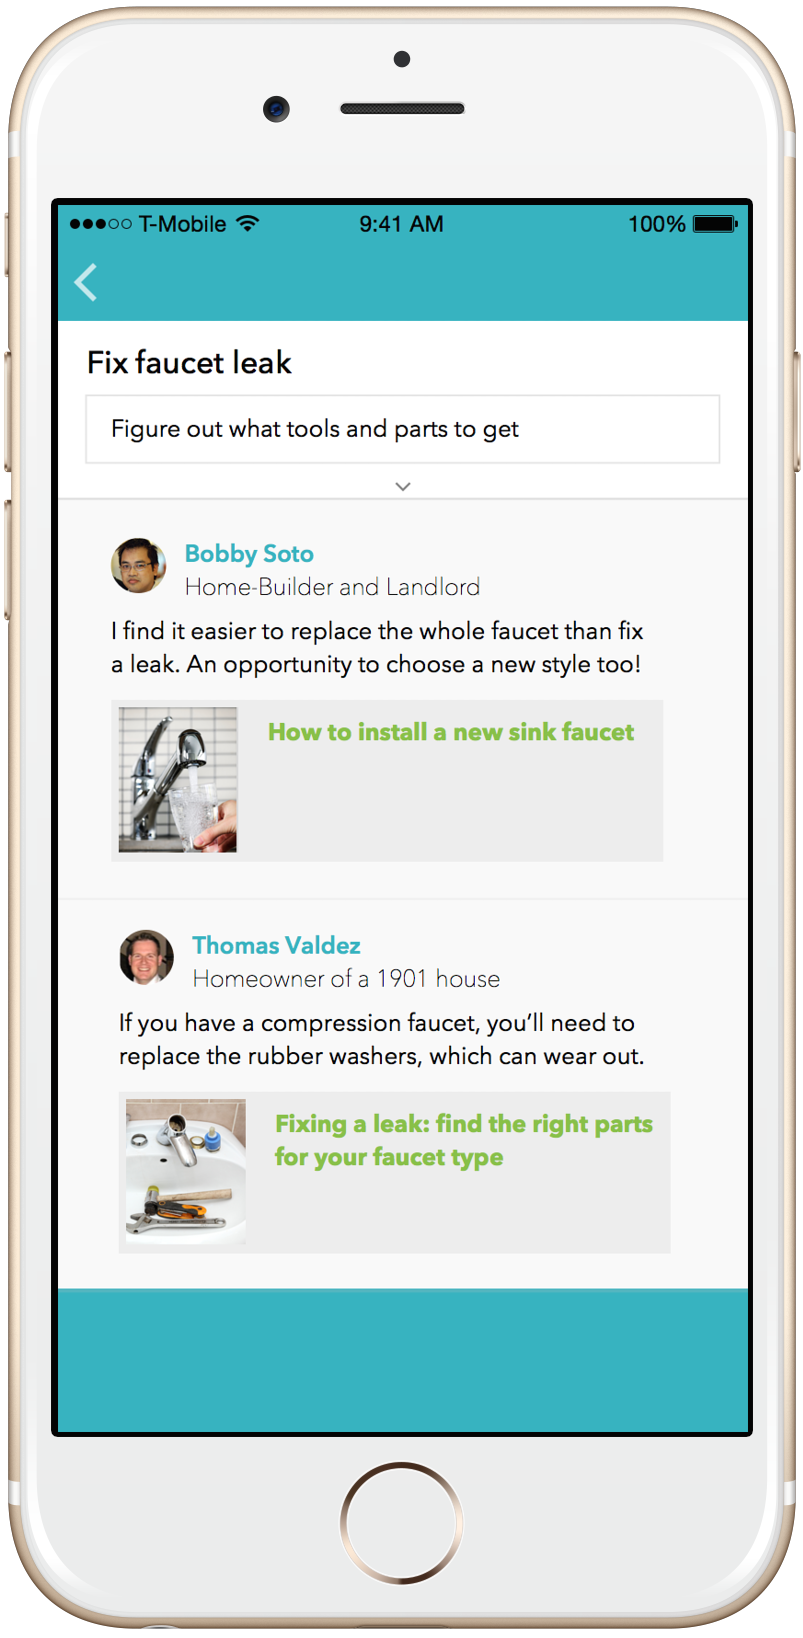 T-Mobile 9:41 AM 100%
Fix faucet leak
Figure out what tools and parts to get
Bobby Soto
Home-Builder and Landlord
I find it easier to replace the whole faucet than fix
a leak. An opportunity to choose a new style too!
How to install a new sink faucet
Thomas Valdez
Homeowner of a 1901 house
If you have a compression faucet, you’ll need to
replace the rubber washers, which can wear out.
Fixing a leak: find the right parts
for your faucet type